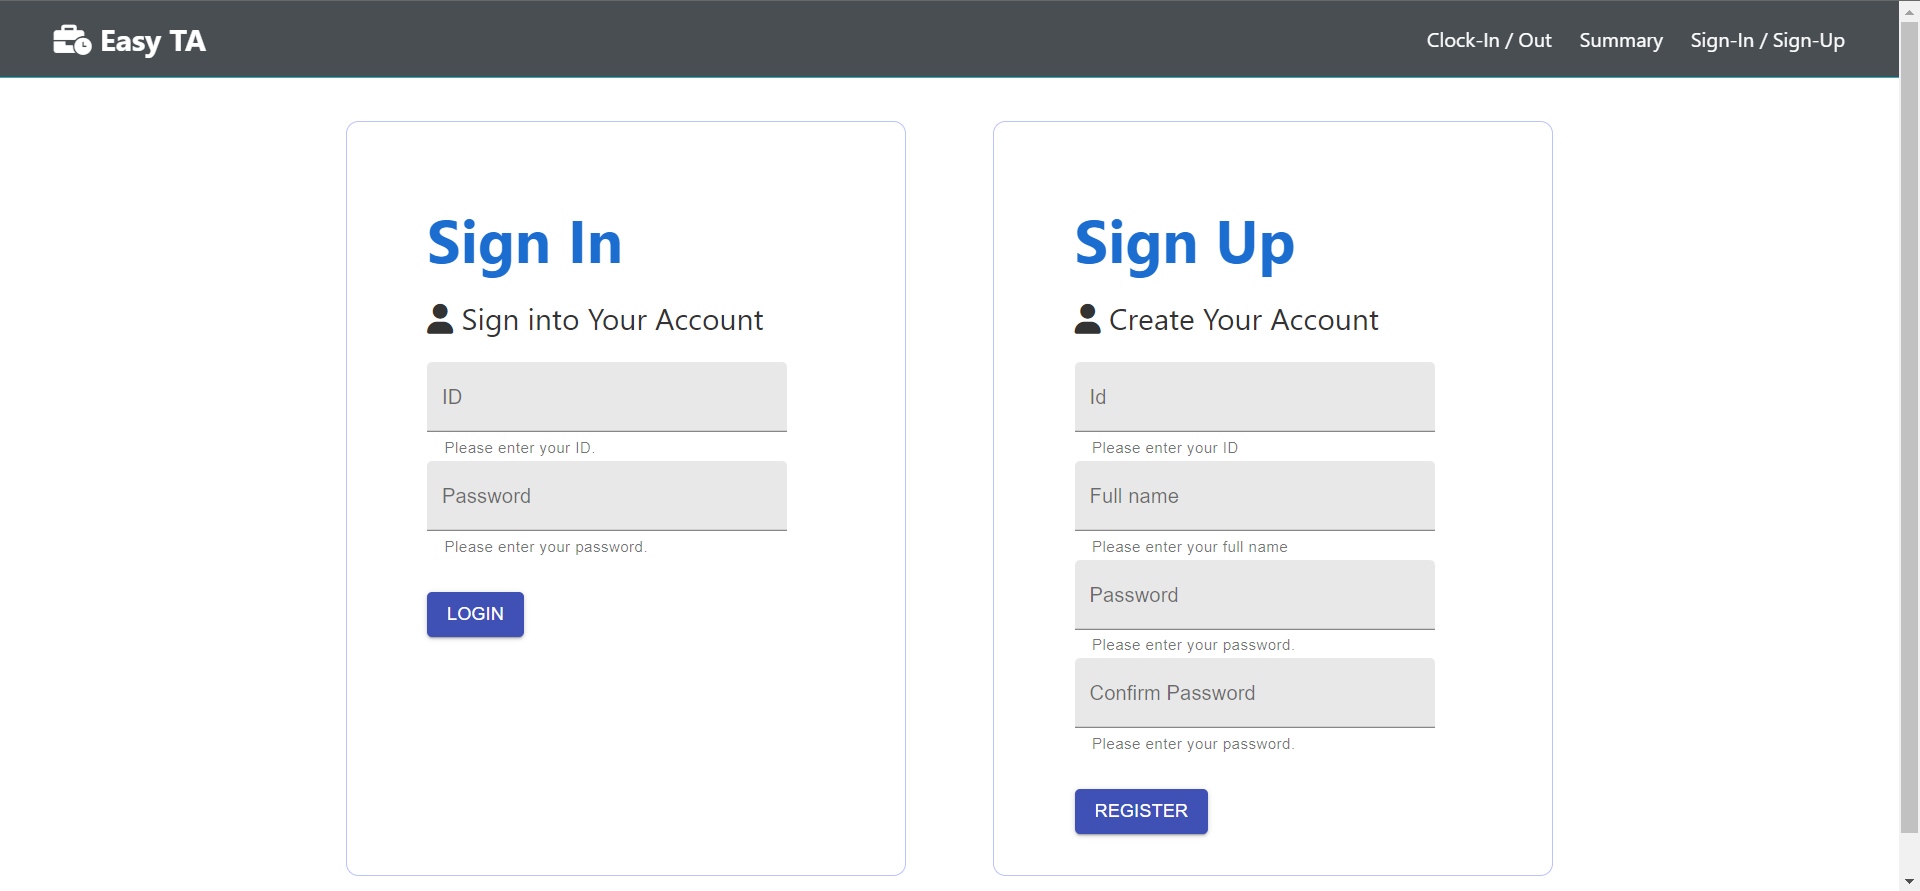 Easy TA
Clock-In / Out
Summary
Sign-In / Sign-Up
Sign In
Sign into Your Account
ID
Please enter your ID.
Password
Please enter your password.
LOGIN
Sign Up
Create Your Account
Id
Please enter your ID
Full name
Please enter your full name
Password
Please enter your password.
Confirm Password
Please enter your password.
REGISTER